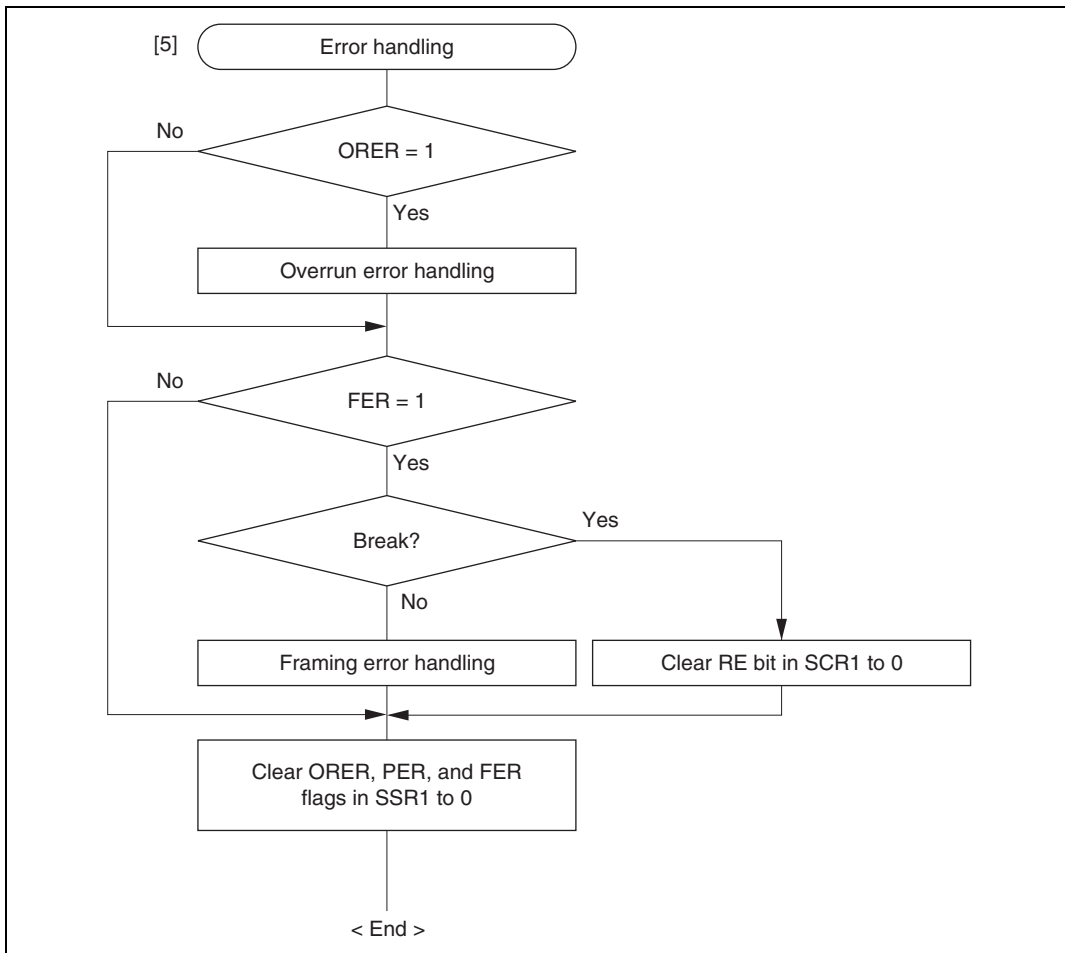 [5] Error handling
No
ORER = 1
Yes
Overrun error handling
No
FER = 1
Yes
Break?
Yes
No
Framing error handling
Clear RE bit in SCR1 to 0
Clear ORER, PER, and FER
flags in SSR1 to 0
< End >